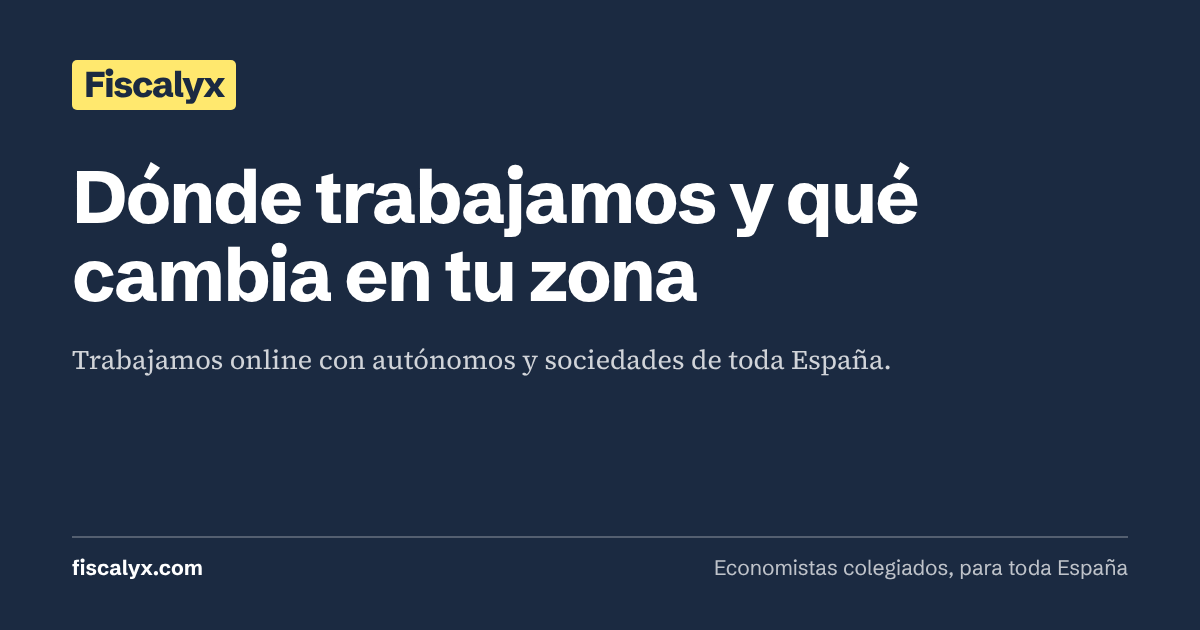 Fiscalyx
Dónde trabajamos y qué
cambia en tu zona
Trabajamos online con autónomos y sociedades de toda España.
fiscalyx.com
Economistas colegiados, para toda España